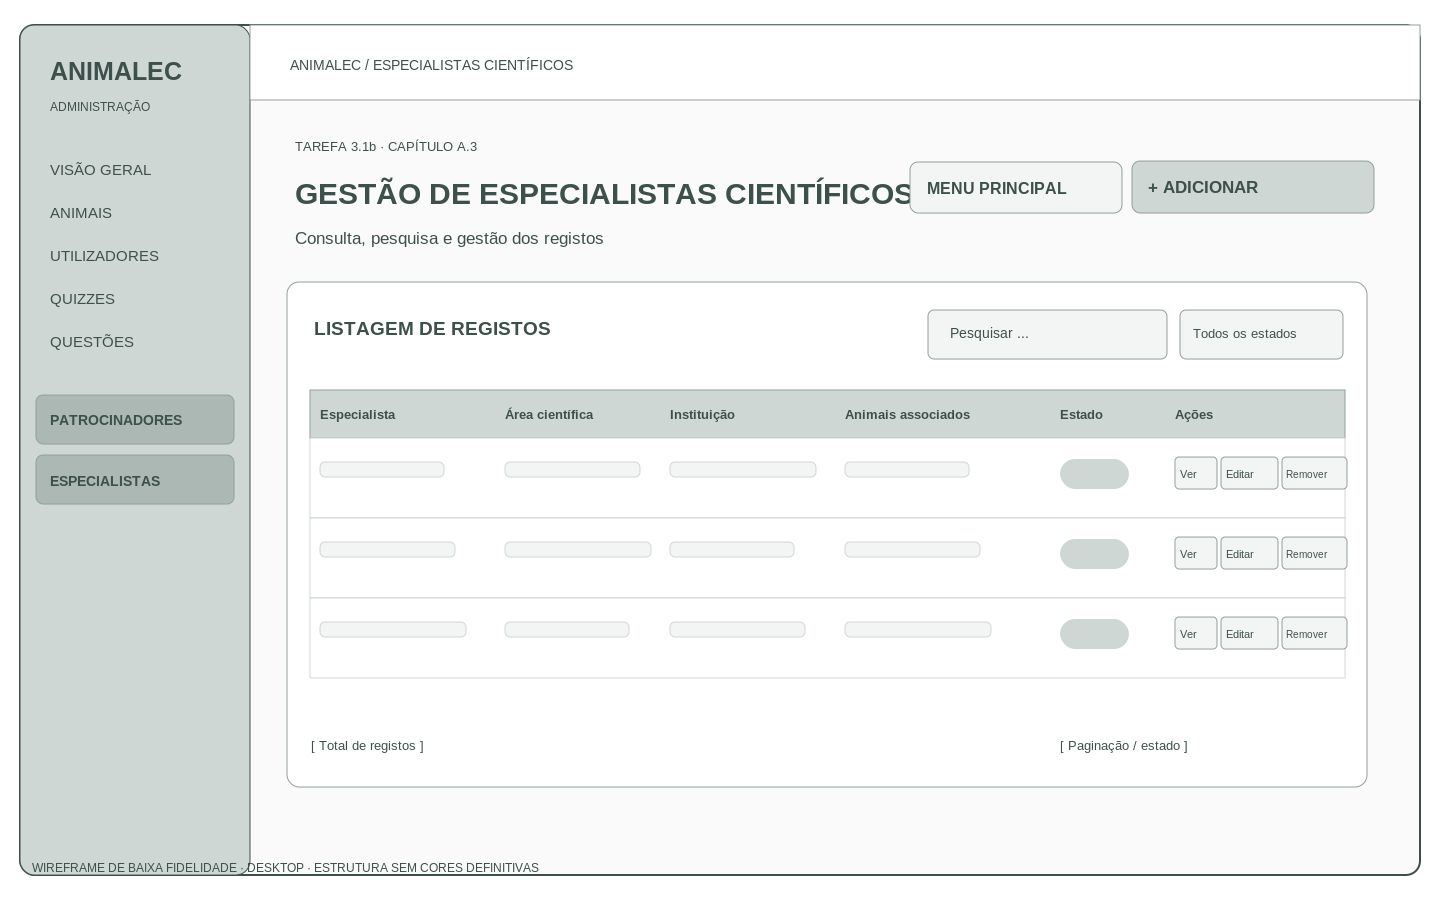 ANIMALEC
ADMINISTRAÇÃO
VISÃO GERAL
ANIMAIS
UTILIZADORES
QUIZZES
QUESTÕES
PATROCINADORES
ESPECIALISTAS
ANIMALEC / ESPECIALISTAS CIENTÍFICOS
TAREFA 3.1b · CAPÍTULO A.3
GESTÃO DE ESPECIALISTAS CIENTÍFICOS
MENU PRINCIPAL
+ ADICIONAR
Consulta, pesquisa e gestão dos registos
LISTAGEM DE REGISTOS
Pesquisar ...
Todos os estados
Especialista Área científica Instituição Animais associados Estado Ações
Ver Editar Remover
Ver Editar Remover
Ver Editar Remover
[ Total de registos ]
[ Paginação / estado ]
WIREFRAME DE BAIXA FIDELIDADE · DESKTOP · ESTRUTURA SEM CORES DEFINITIVAS